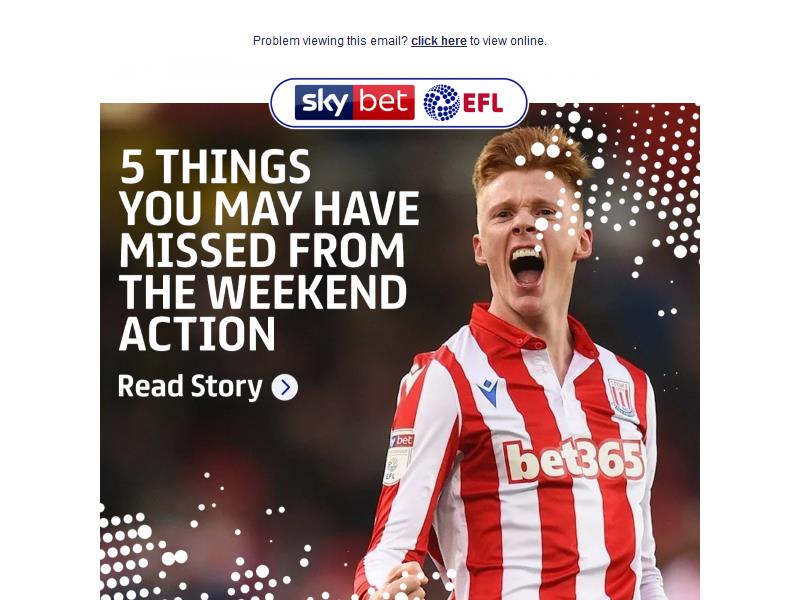 Problem viewing this email? click here to view online.
sky bet EFL
5 THINGS
YOU MAY HAVE
MISSED FROM
THE WEEKEND
ACTION
Read Story
bet365
sky bet
EFL